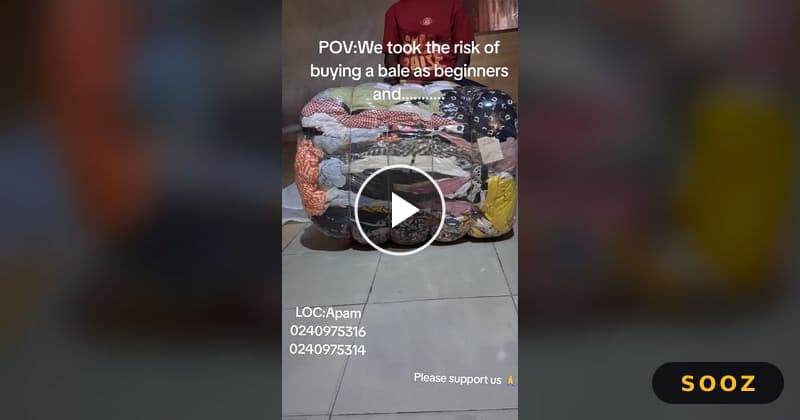 POV:We took the risk of
buying a bale as beginners
and...........
LOC:Apam
0240975316
0240975314
Please support us 🙏
SOOZ